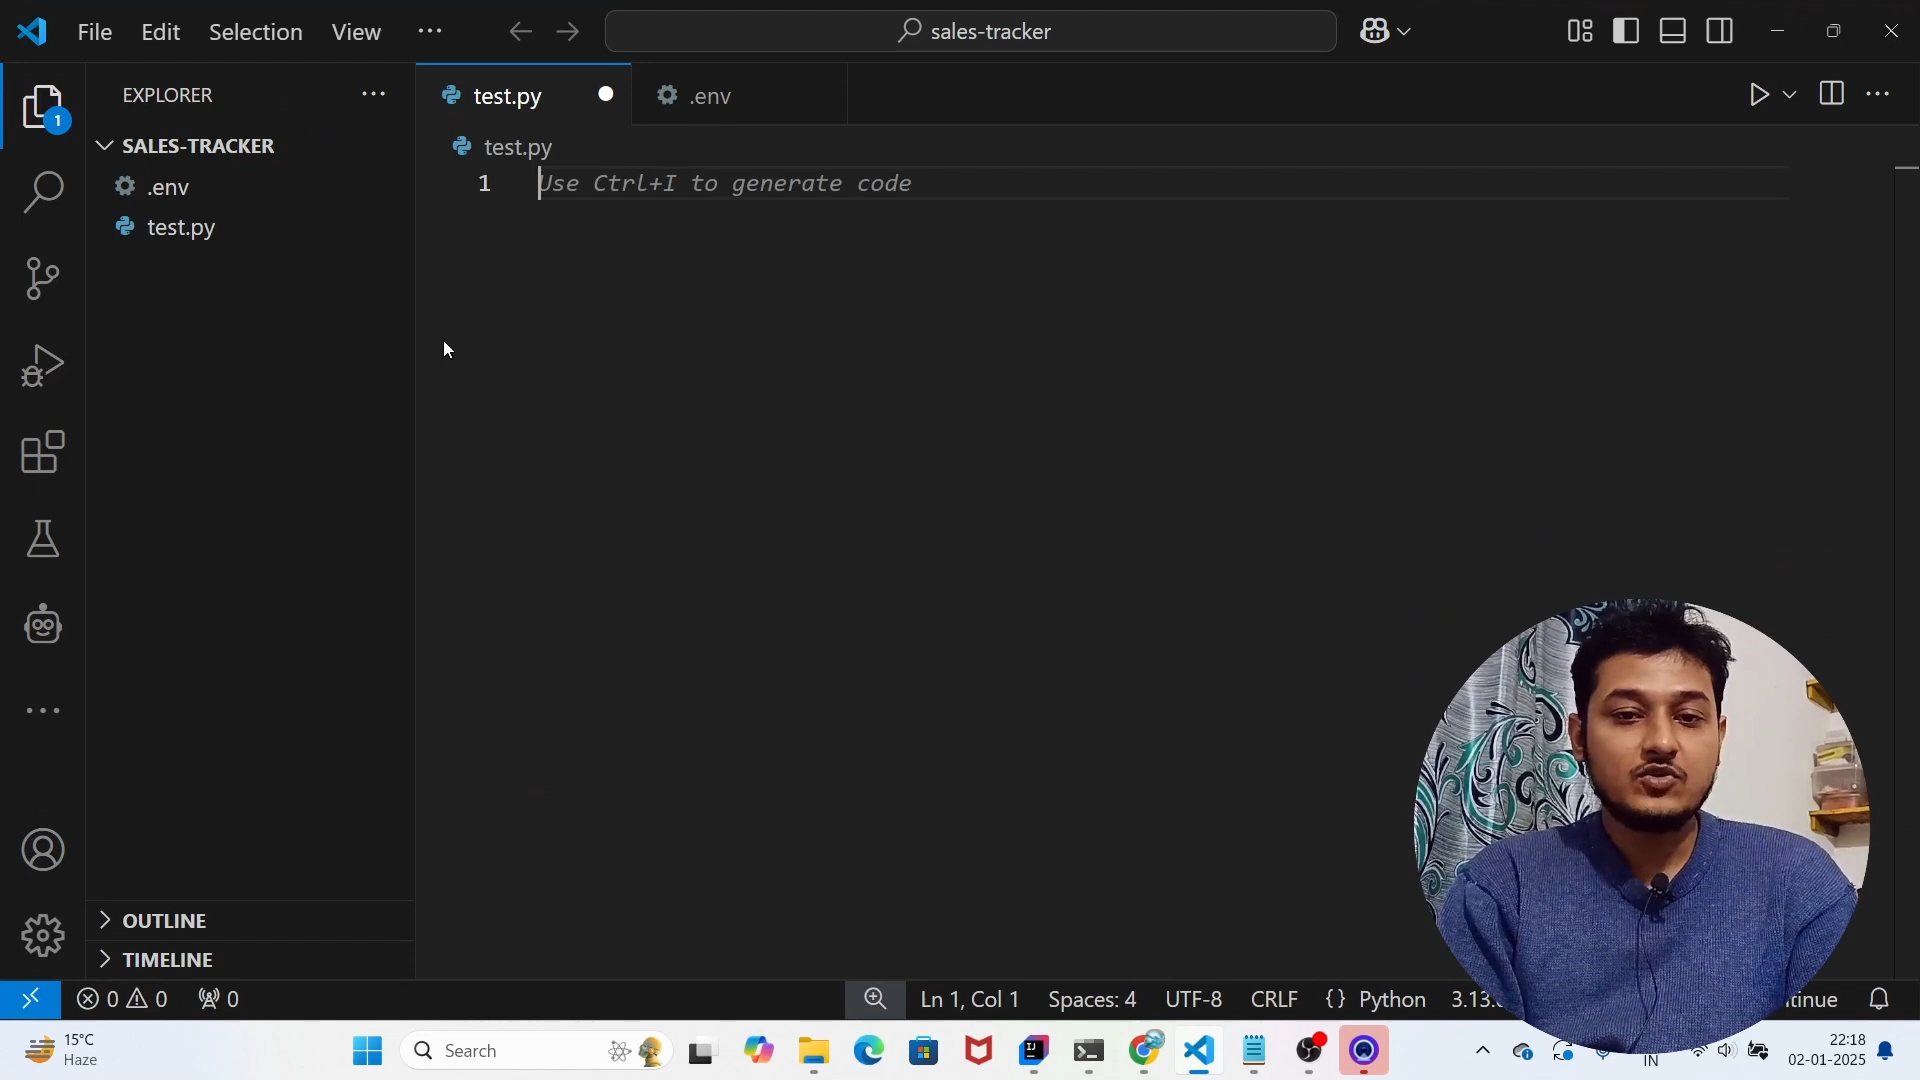 File Edit Selection View
sales-tracker
EXPLORER
1
SALES-TRACKER
.env
test.py
test.py
.env
test.py
1
Use Ctrl+I to generate code
OUTLINE
TIMELINE
0 0 0
Ln 1, Col 1
Spaces: 4
UTF-8
CRLF
{} Python
15°C
Haze
Search
IN
22:18
02-01-2025